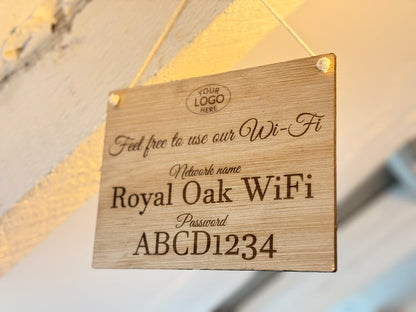 YOUR
LOGO
HERE
Feel free to use our Wi-Fi
Network name
Royal Oak WiFi
Password
ABCD1234